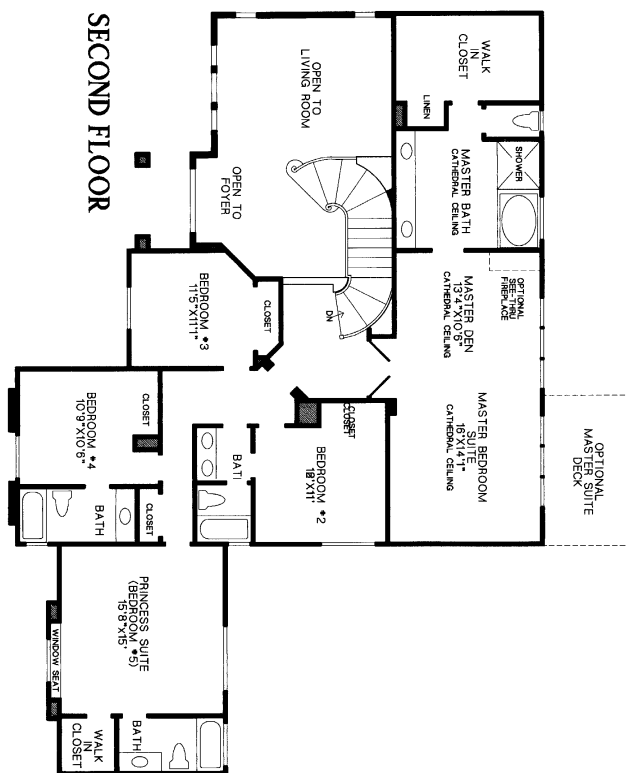 SECOND FLOOR
WALK
IN
CLOSET
OPEN TO
LIVING ROOM
LINEN
SHOWER
MASTER BATH
CATHEDRAL CEILING
OPEN TO
FOYER
OPTIONAL
SEE-THRU
FIREPLACE
MASTER DEN
13'4"X10'6"
CATHEDRAL CEILING
BEDROOM #3
11'5"X11'1"
CLOSET
DN
MASTER BEDROOM
SUITE
16'X14'1"
CATHEDRAL CEILING
OPTIONAL
MASTER SUITE
DECK
BEDROOM #4
10'9"X10'6"
CLOSET
CLOSET
BEDROOM #2
BATH
CLOSET
BATH
PRINCESS SUITE
(BEDROOM #5)
15'8"X15'
WINDOW SEAT
WALK
IN
CLOSET
BATH